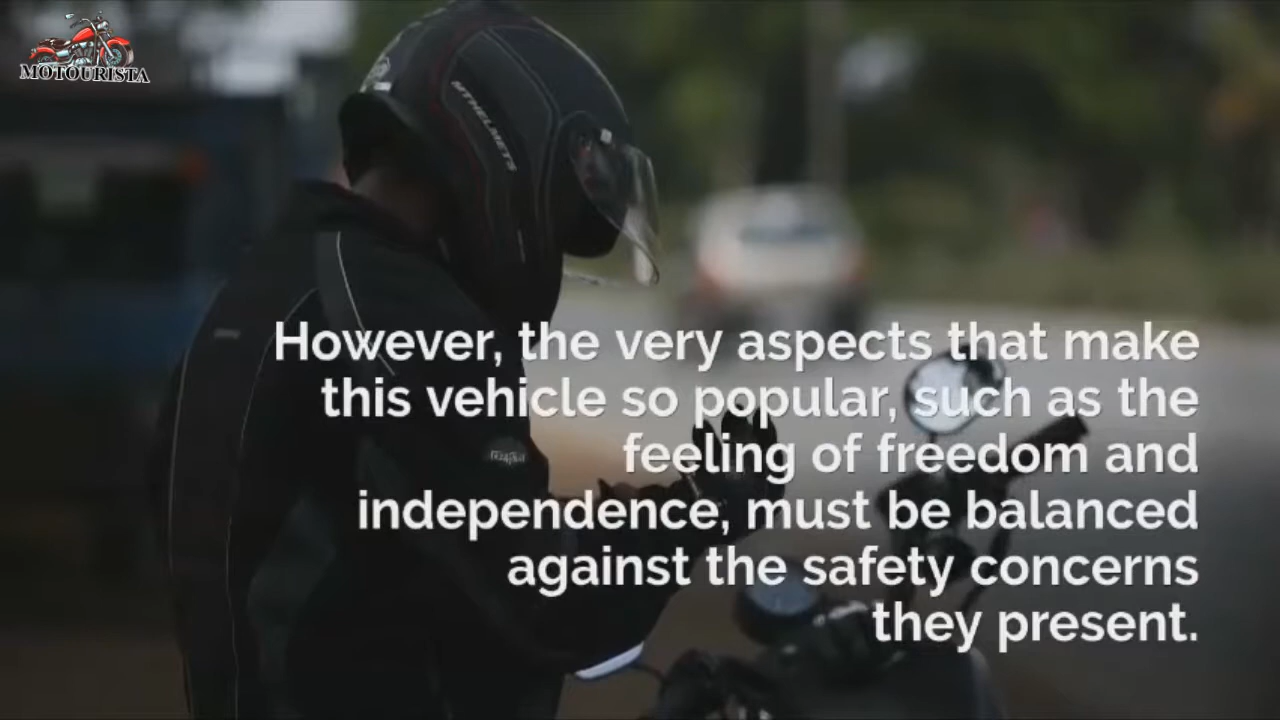 MOTOURISTA
MTHELMETS
However, the very aspects that make
this vehicle so popular, such as the
feeling of freedom and
independence, must be balanced
against the safety concerns
they present.